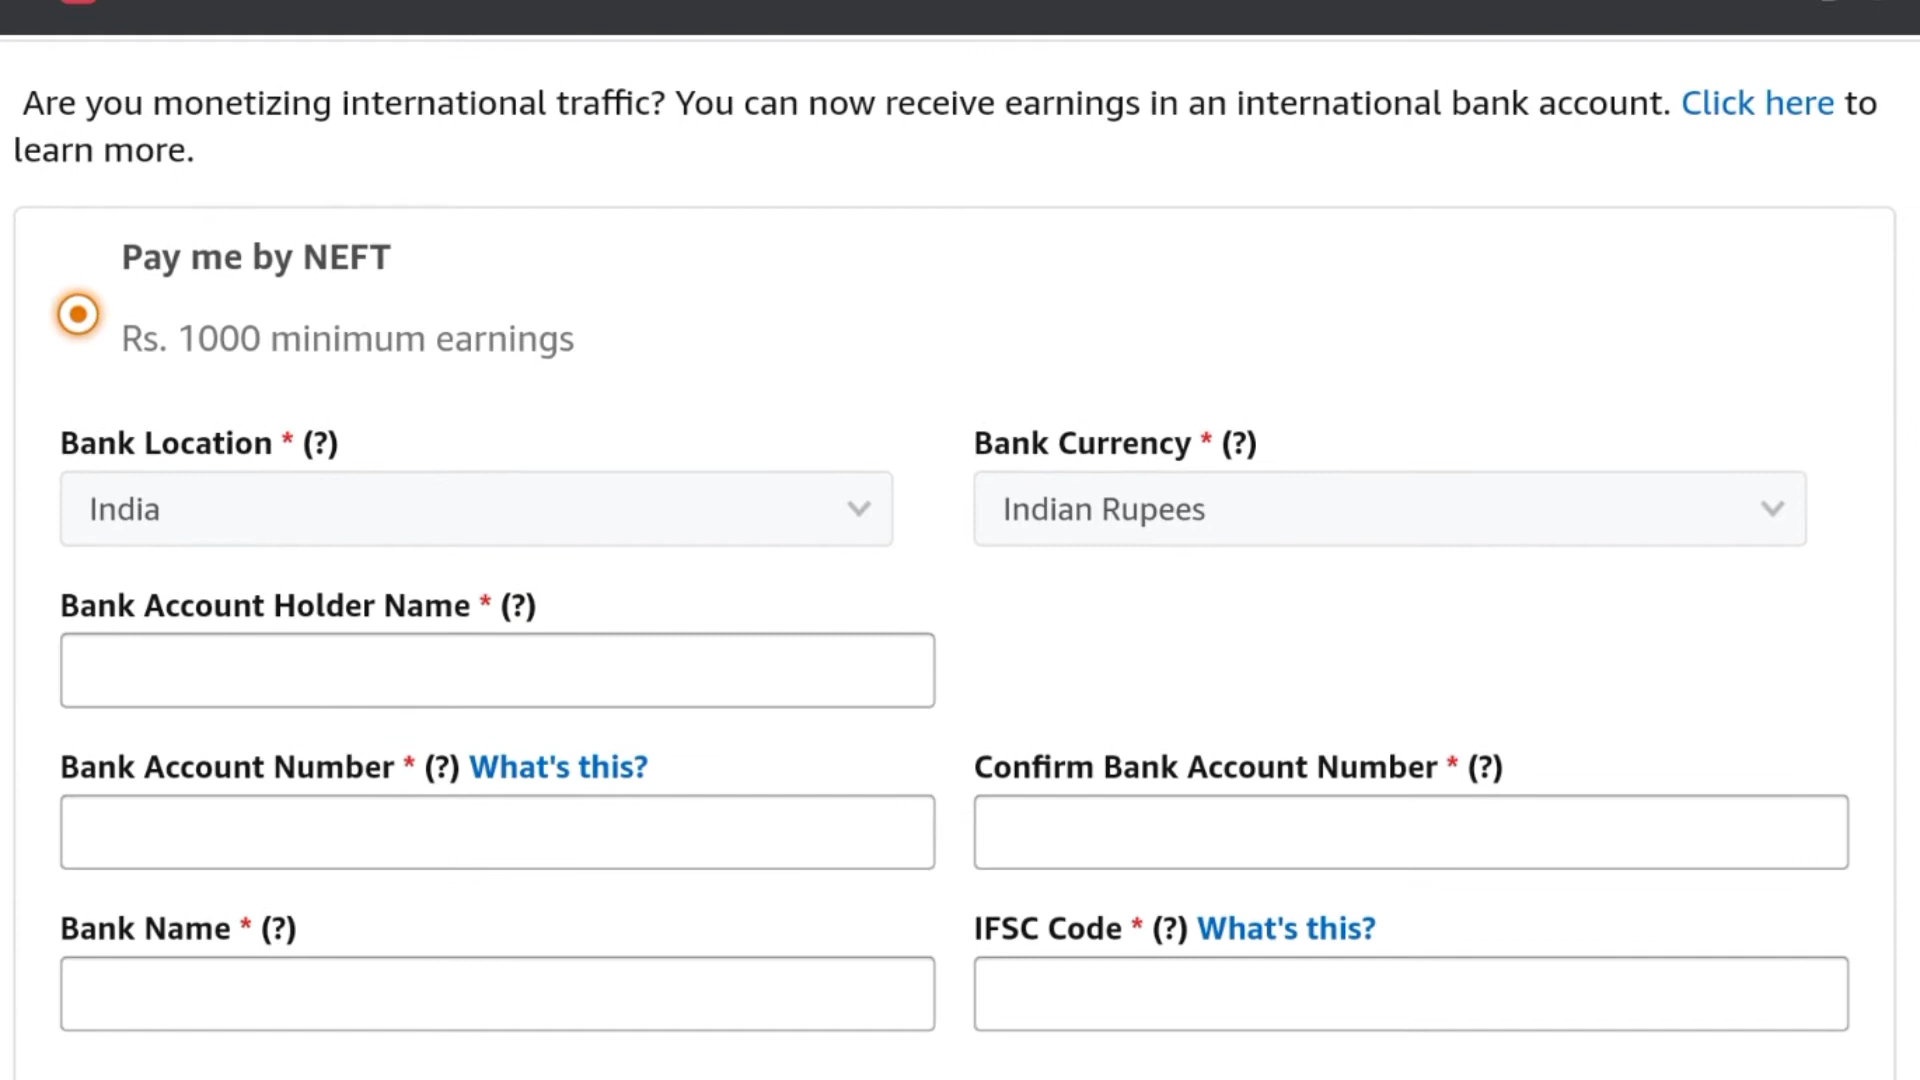 Are you monetizing international traffic? You can now receive earnings in an international bank account. Click here to
learn more.
Pay me by NEFT
Rs. 1000 minimum earnings
Bank Location * (?)
Bank Currency * (?)
India
Indian Rupees
Bank Account Holder Name * (?)
Bank Account Number * (?) What's this?
Confirm Bank Account Number * (?)
Bank Name * (?)
IFSC Code * (?) What's this?